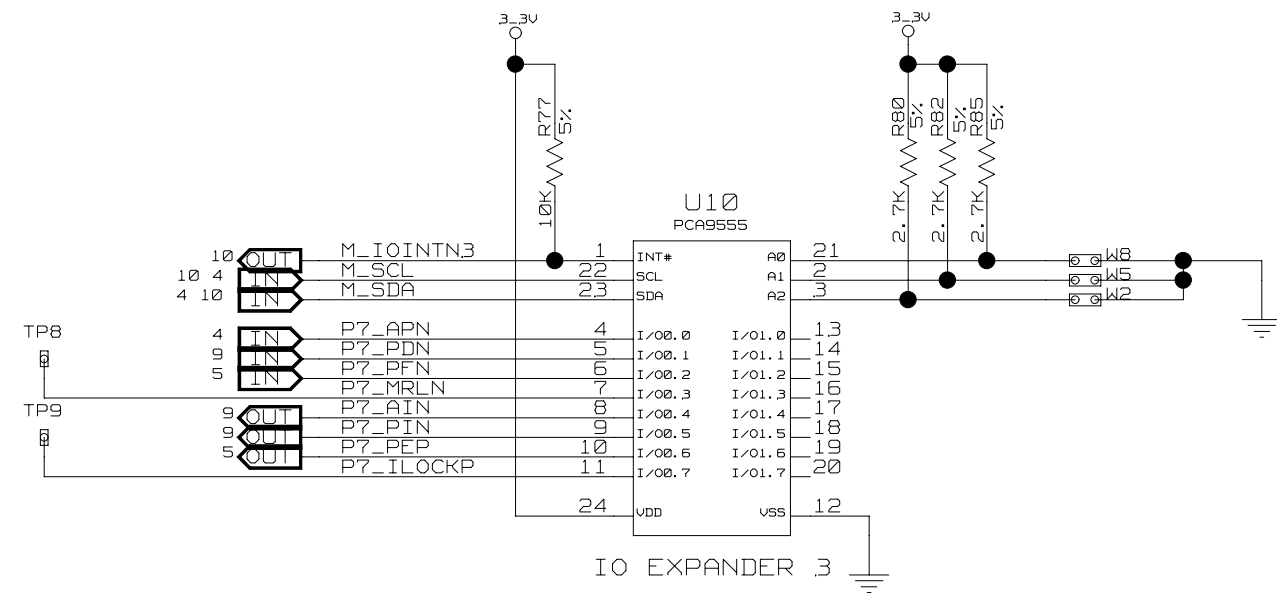 3_3V
3_3V
R77
5%
10K
R80
5%
2.7K
R82
5%
2.7K
R85
5%
2.7K
U10
PCA9555
10 OUT M_IOINTN3 1 INT# A0 21 W8
10 4 IN M_SCL 22 SCL A1 2 W5
4 10 IN M_SDA 23 SDA A2 3 W2
TP8
4 IN P7_APN 4 I/O0.0 I/O1.0 13
9 IN P7_PDN 5 I/O0.1 I/O1.1 14
5 IN P7_PFN 6 I/O0.2 I/O1.2 15
P7_MRLN 7 I/O0.3 I/O1.3 16
TP9
9 OUT P7_AIN 8 I/O0.4 I/O1.4 17
9 OUT P7_PIN 9 I/O0.5 I/O1.5 18
5 OUT P7_PEP 10 I/O0.6 I/O1.6 19
P7_ILOCKP 11 I/O0.7 I/O1.7 20
24 VDD VSS 12
IO EXPANDER 3